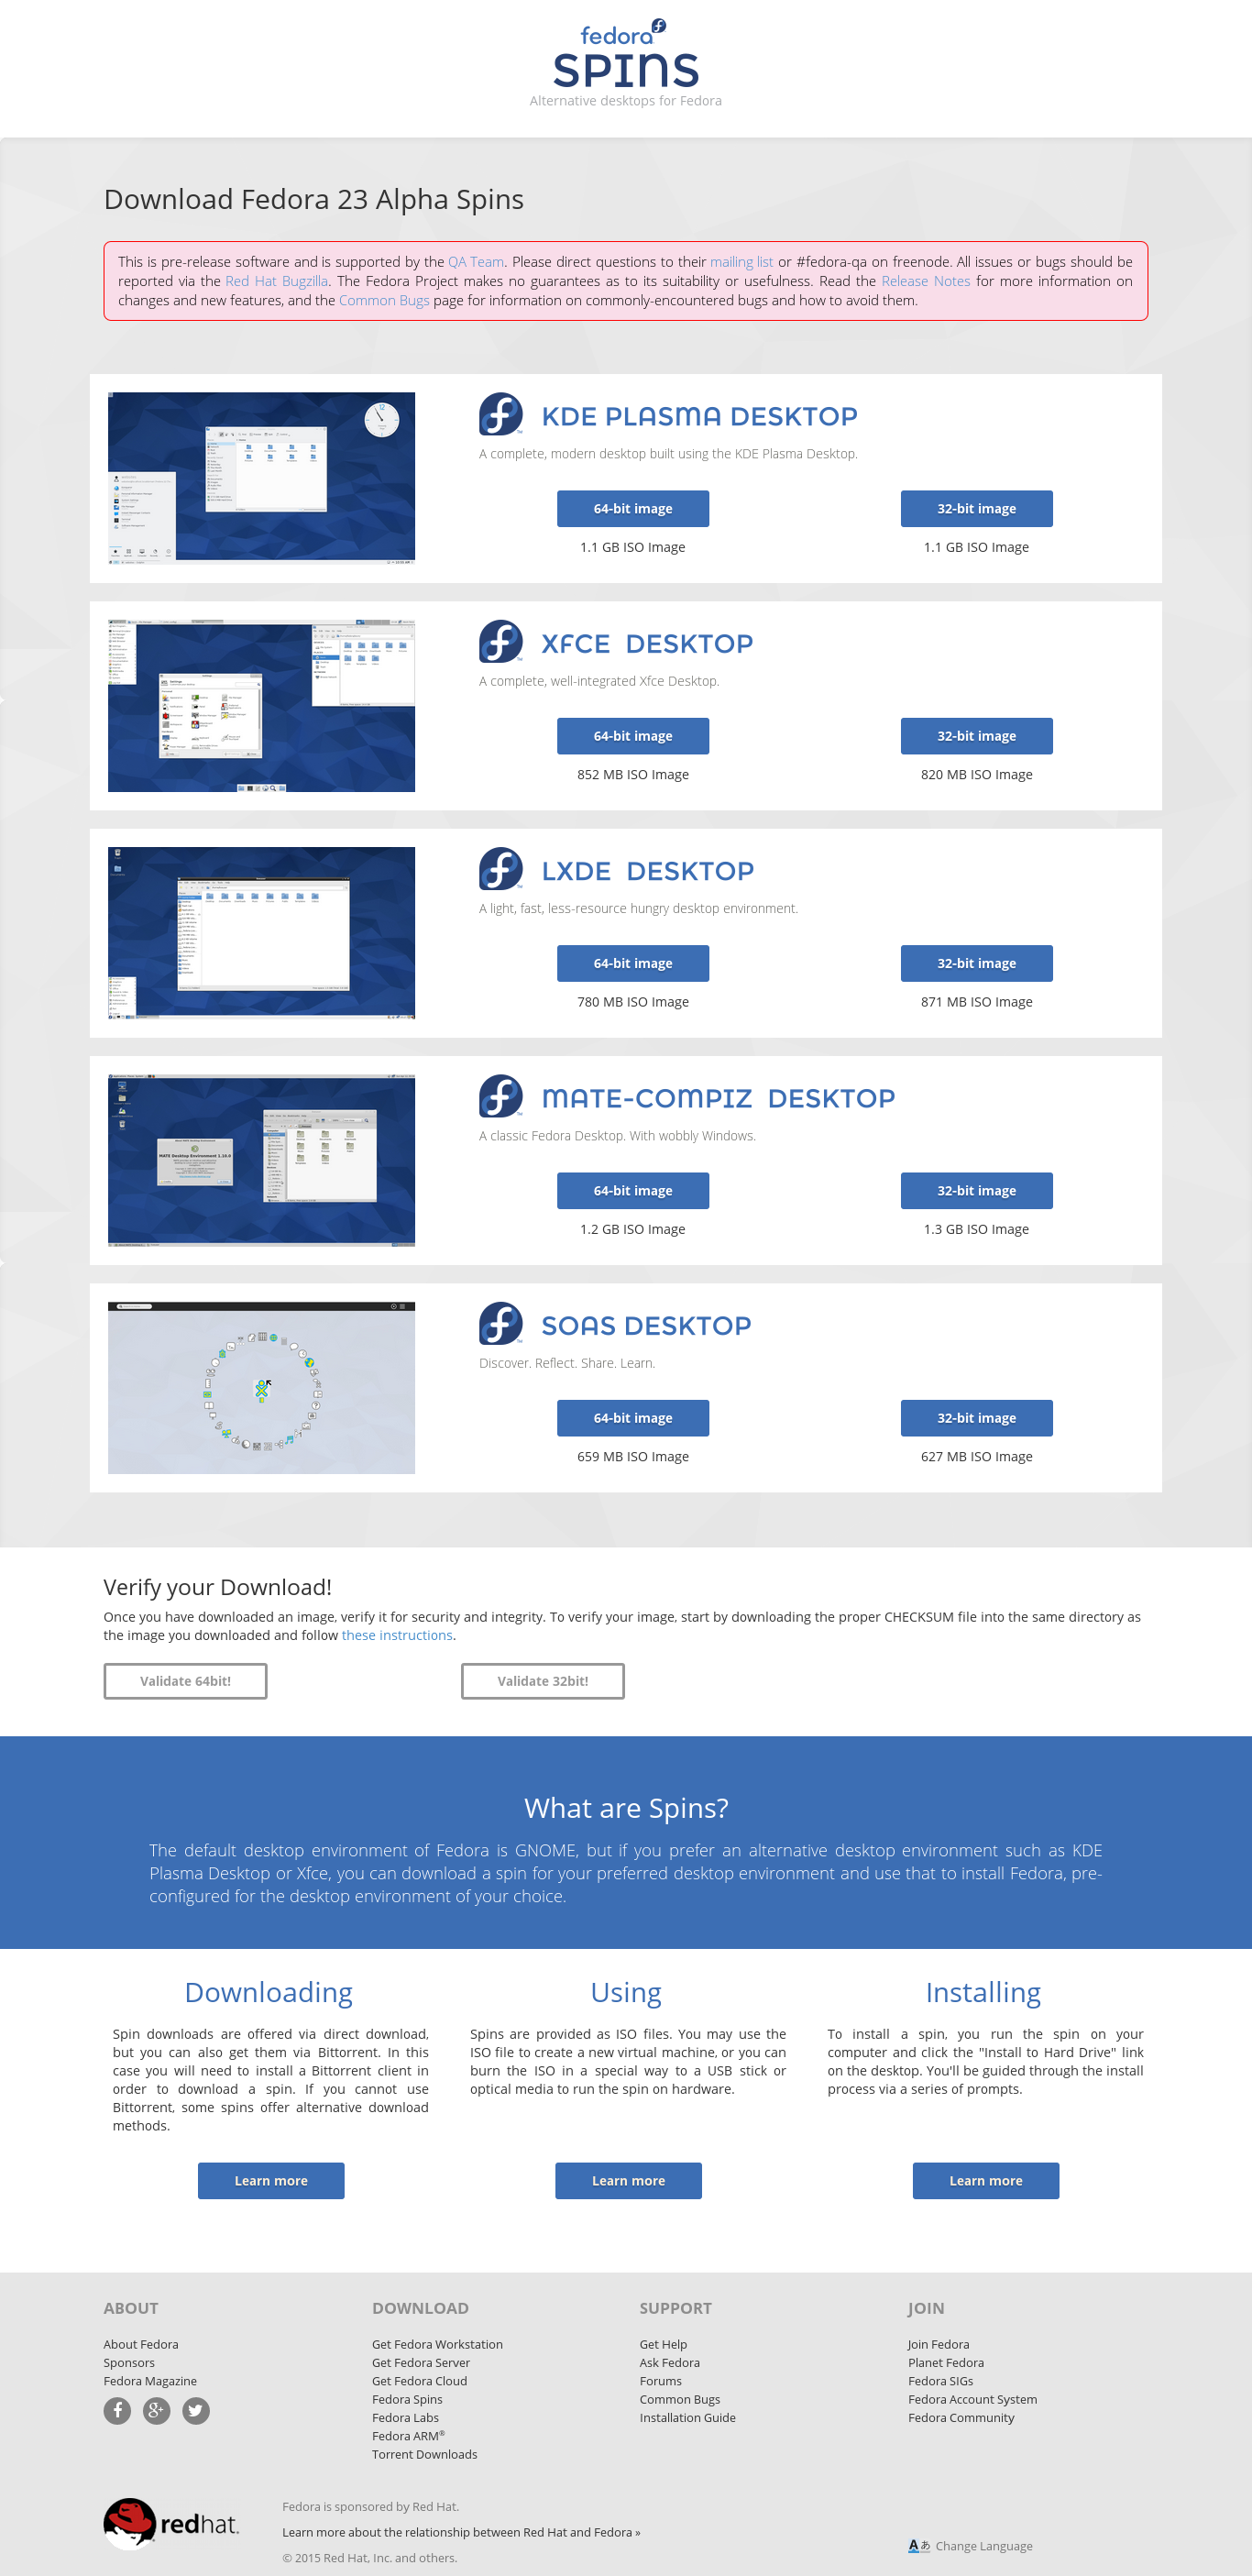 fedora
SPINS
Alternative desktops for Fedora
Download Fedora 23 Alpha Spins
This is pre-release software and is supported by the QA Team. Please direct questions to their mailing list or #fedora-qa on freenode. All issues or bugs should be
reported via the Red Hat Bugzilla. The Fedora Project makes no guarantees as to its suitability or usefulness. Read the Release Notes for more information on
changes and new features, and the Common Bugs page for information on commonly-encountered bugs and how to avoid them.
KDE PLASMA DESKTOP
A complete, modern desktop built using the KDE Plasma Desktop.
64-bit image 32-bit image
1.1 GB ISO Image 1.1 GB ISO Image
XFCE DESKTOP
A complete, well-integrated Xfce Desktop.
64-bit image 32-bit image
852 MB ISO Image 820 MB ISO Image
LXDE DESKTOP
A light, fast, less-resource hungry desktop environment.
64-bit image 32-bit image
780 MB ISO Image 871 MB ISO Image
MATE Desktop Environment 1.10.0
MATE-COMPIZ DESKTOP
A classic Fedora Desktop. With wobbly Windows.
64-bit image 32-bit image
1.2 GB ISO Image 1.3 GB ISO Image
SOAS DESKTOP
Discover. Reflect. Share. Learn.
64-bit image 32-bit image
659 MB ISO Image 627 MB ISO Image
Verify your Download!
Once you have downloaded an image, verify it for security and integrity. To verify your image, start by downloading the proper CHECKSUM file into the same directory as
the image you downloaded and follow these instructions.
Validate 64bit! Validate 32bit!
What are Spins?
The default desktop environment of Fedora is GNOME, but if you prefer an alternative desktop environment such as KDE
Plasma Desktop or Xfce, you can download a spin for your preferred desktop environment and use that to install Fedora, pre-
configured for the desktop environment of your choice.
Downloading
Spin downloads are offered via direct download,
but you can also get them via Bittorrent. In this
case you will need to install a Bittorrent client in
order to download a spin. If you cannot use
Bittorrent, some spins offer alternative download
methods.
Learn more
Using
Spins are provided as ISO files. You may use the
ISO file to create a new virtual machine, or you can
burn the ISO in a special way to a USB stick or
optical media to run the spin on hardware.
Learn more
Installing
To install a spin, you run the spin on your
computer and click the "Install to Hard Drive" link
on the desktop. You'll be guided through the install
process via a series of prompts.
Learn more
ABOUT
About Fedora
Sponsors
Fedora Magazine
DOWNLOAD
Get Fedora Workstation
Get Fedora Server
Get Fedora Cloud
Fedora Spins
Fedora Labs
Fedora ARM®
Torrent Downloads
SUPPORT
Get Help
Ask Fedora
Forums
Common Bugs
Installation Guide
JOIN
Join Fedora
Planet Fedora
Fedora SIGs
Fedora Account System
Fedora Community
redhat.
Fedora is sponsored by Red Hat.
Learn more about the relationship between Red Hat and Fedora »
© 2015 Red Hat, Inc. and others.
Change Language